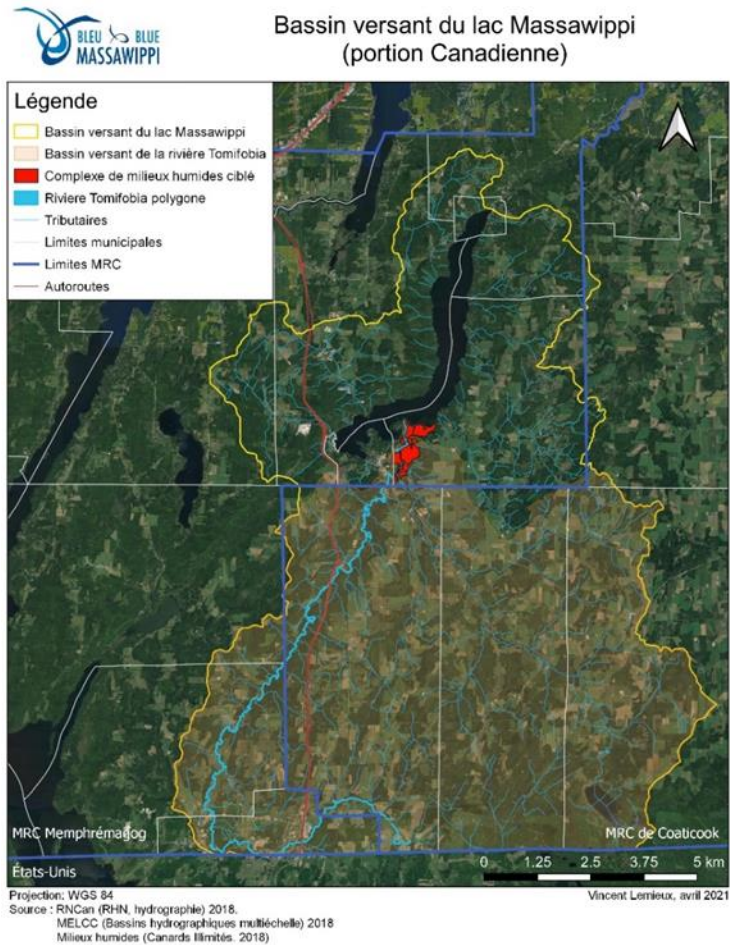 BLEU BLUE
MASSAWIPPI
Bassin versant du lac Massawippi
(portion Canadienne)
Légende
Bassin versant du lac Massawippi
Bassin versant de la rivière Tomifobia
Complexe de milieux humides ciblé
Riviere Tomifobia polygone
Tributaires
Limites municipales
Limites MRC
Autoroutes
MRC Memphrémagog
MRC de Coaticook
États-Unis
0 1.25 2.5 3.75 5 km
Projection: WGS 84
Vincent Lemieux, avril 2021
Source : RNCan (RHN, hydrographie) 2018.
MELCC (Bassins hydrographiques multiéchelle) 2018
Milieux humides (Canards Illimités. 2018)